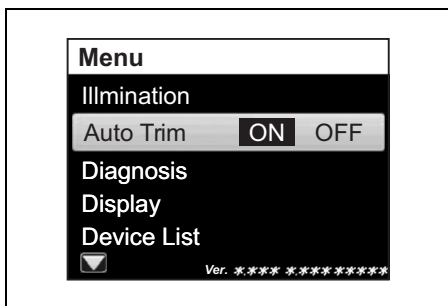 Menu
Illmination
Auto Trim ON OFF
Diagnosis
Display
Device List
Ver. *.*** *.*********